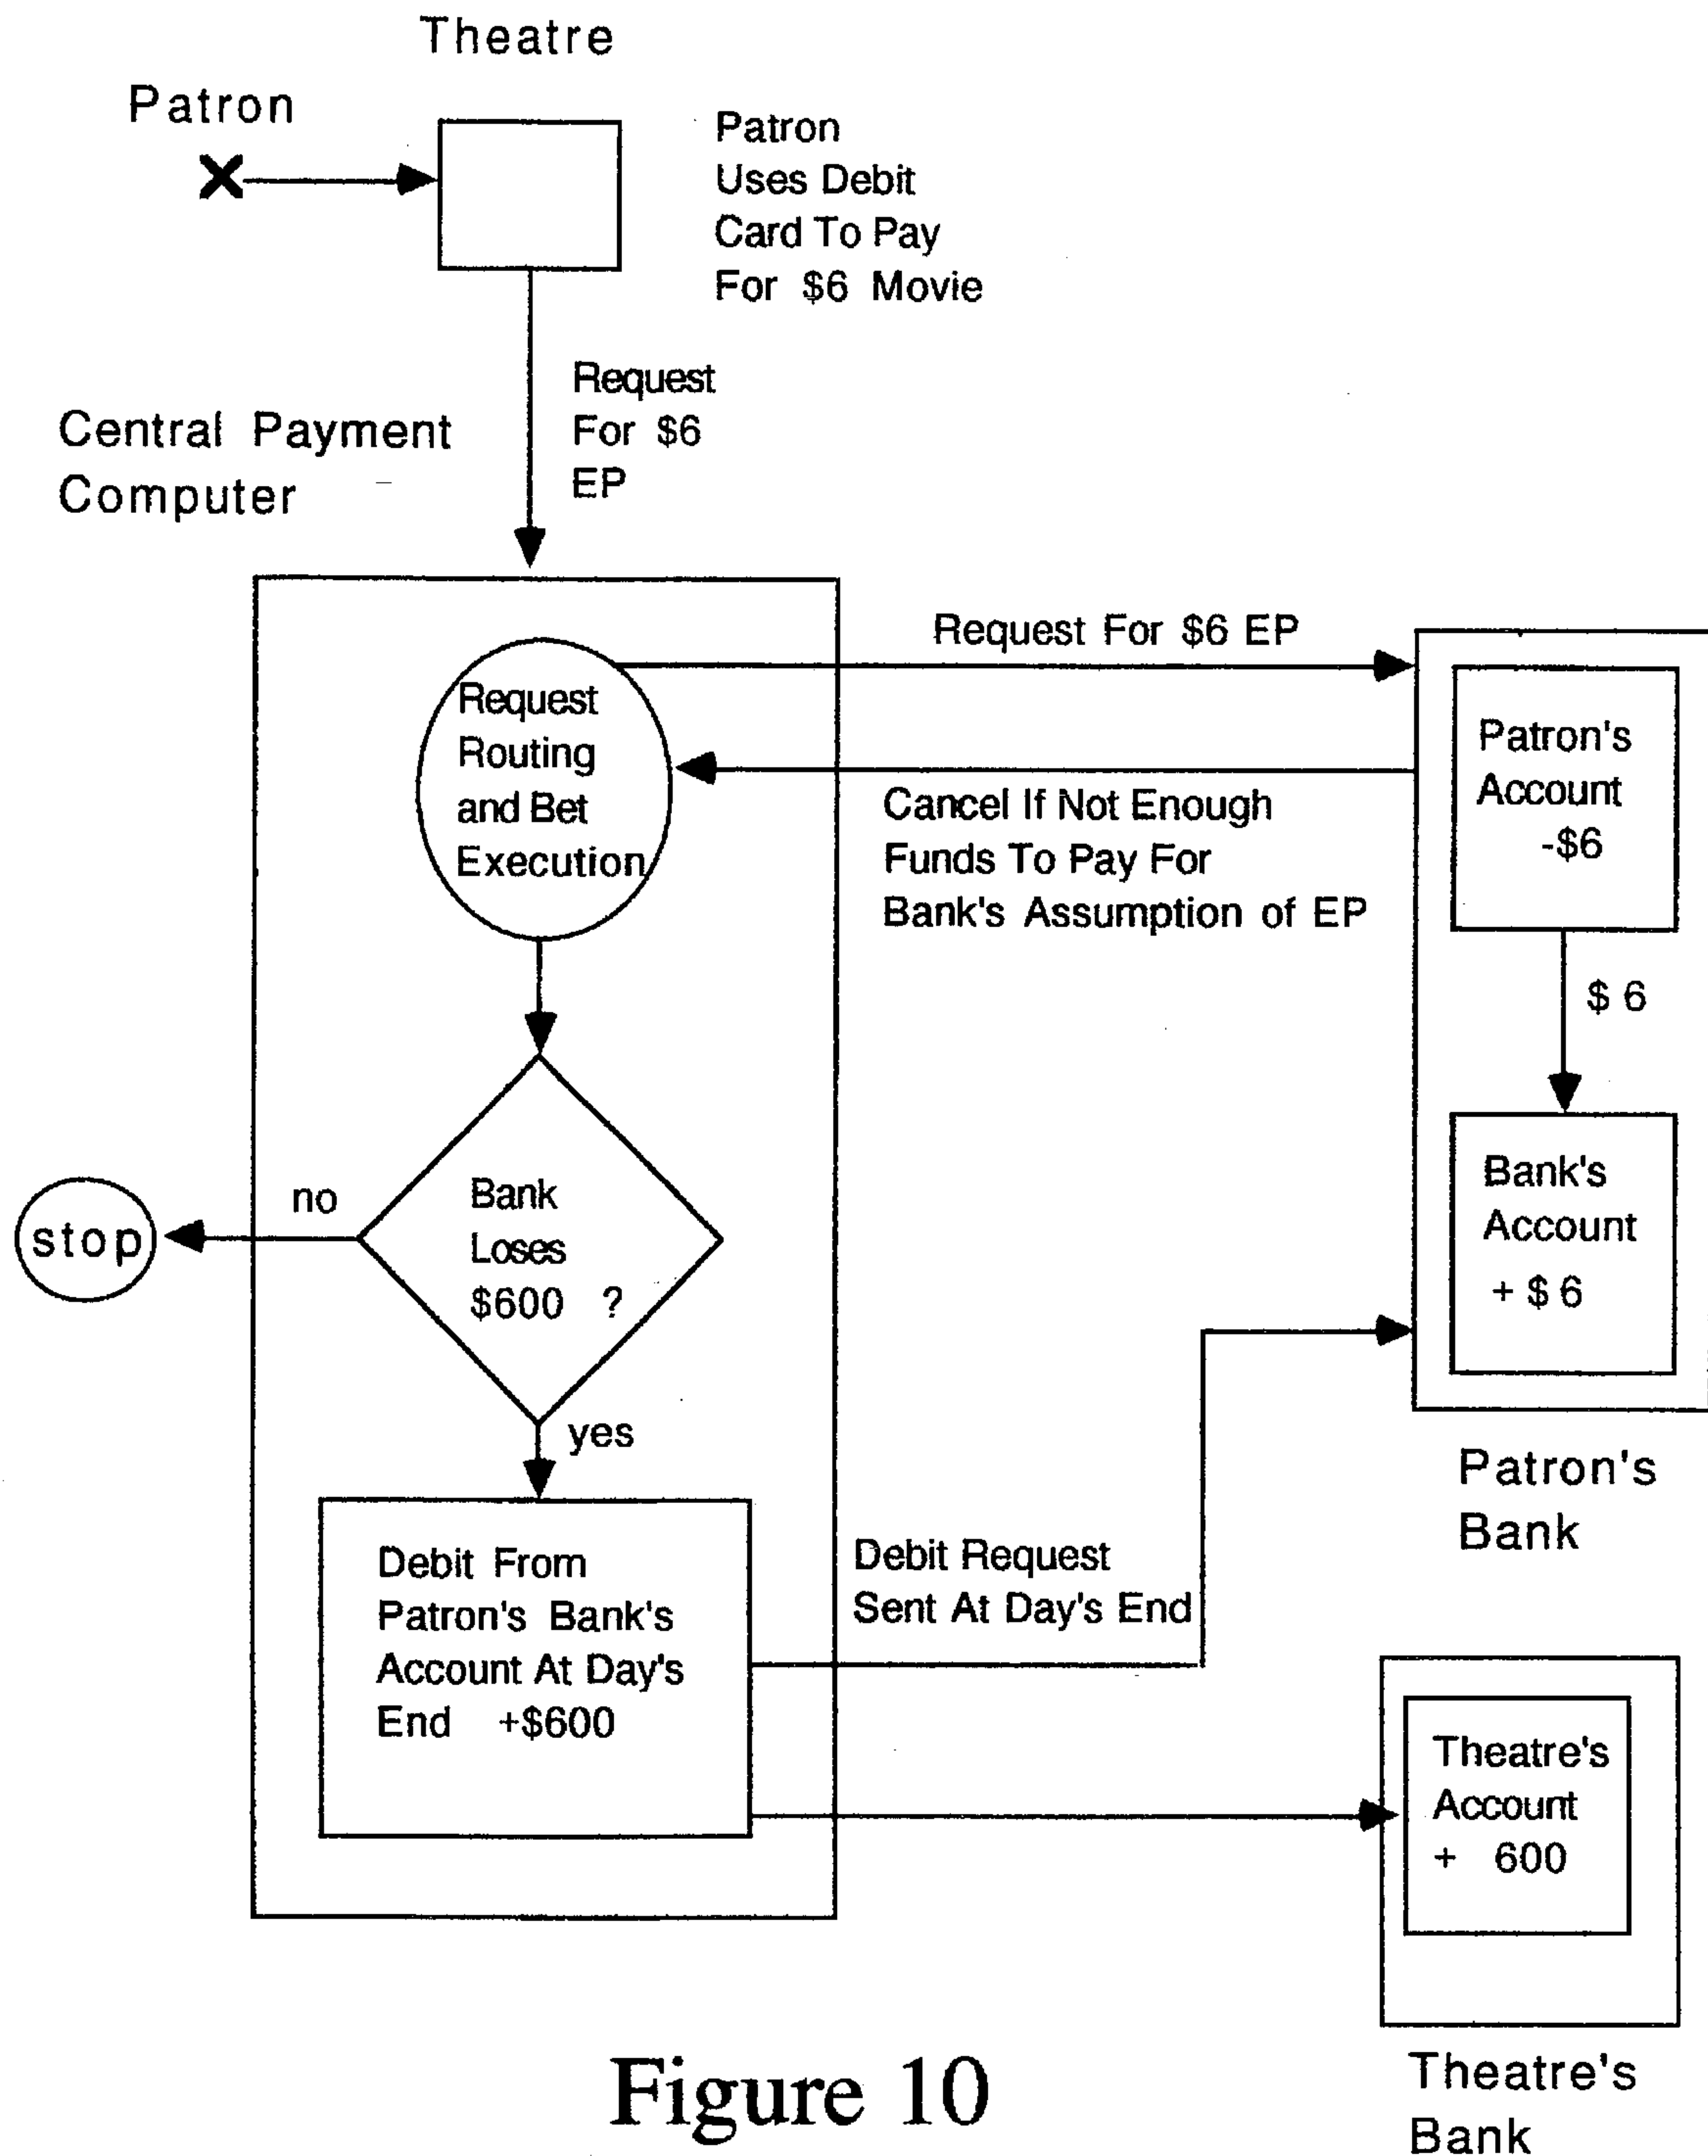 Theatre
Patron
Patron
Uses Debit
Card To Pay
For $6 Movie
Request
For $6
EP
Central Payment
Computer
Request For $6 EP
Request
Routing
and Bet
Execution
Patron's
Account
-$6
Cancel If Not Enough
Funds To Pay For
Bank's Assumption of EP
$ 6
Bank's
Account
+ $ 6
no
stop
Bank
Loses
$600 ?
yes
Patron's
Bank
Debit From
Patron's Bank's
Account At Day's
End +$600
Debit Request
Sent At Day's End
Theatre's
Account
+ 600
Theatre's
Bank
Figure 10